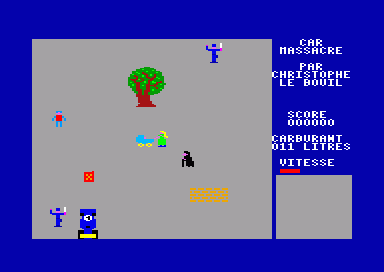 CAR
MASSACRE
PAR
CHRISTOPHE
LE BOUIL
SCORE
000000
CARBURANT
011 LITRES
VITESSE